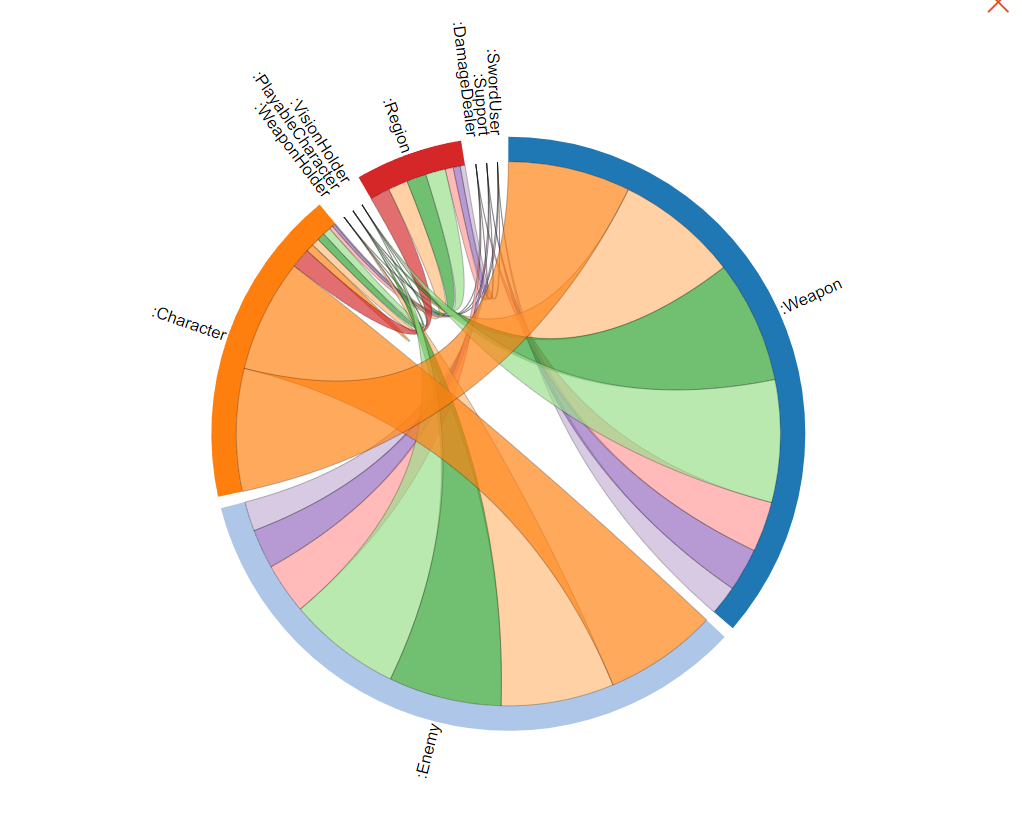 :SwordUser
:Support
:DamageDealer
:Region
:VisionHolder
:PlayableCharacter
:WeaponHolder
:Character
:Weapon
:Enemy